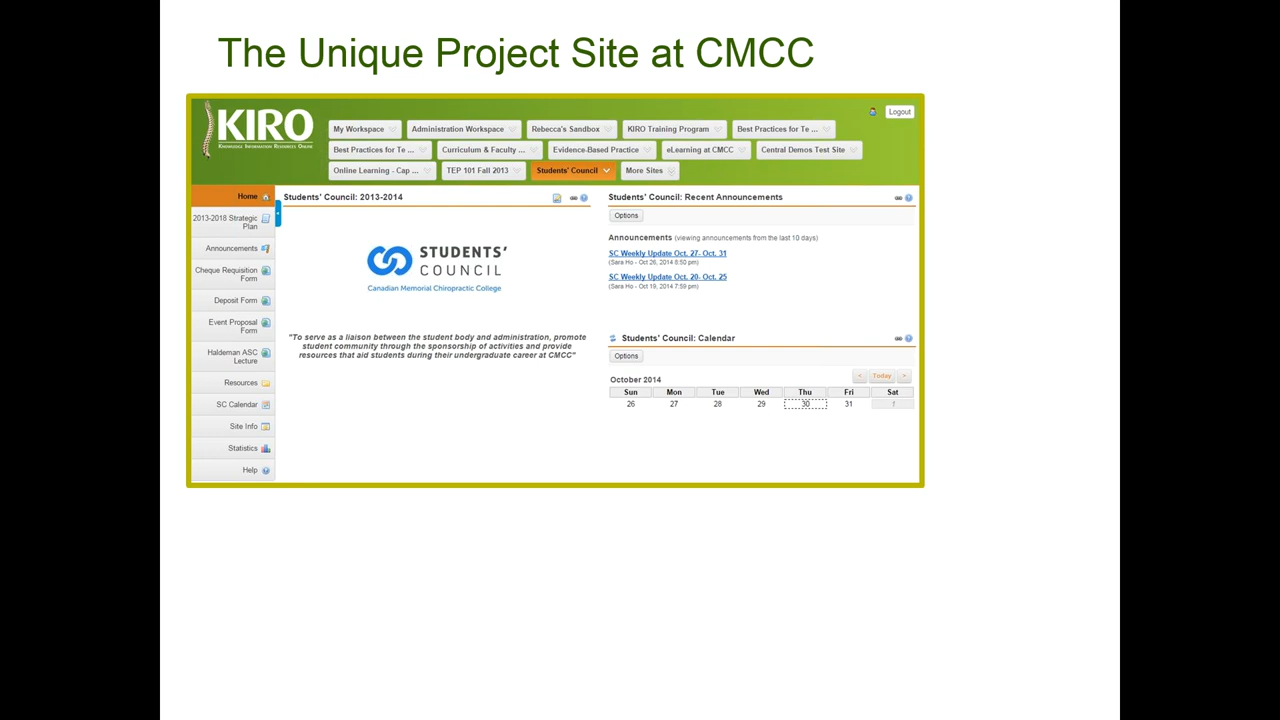 The Unique Project Site at CMCC
KIRO
Knowledge Information Resources Online
Logout
My Workspace
Administration Workspace
Rebecca's Sandbox
KIRO Training Program
Best Practices for Te ...
Best Practices for Te ...
Curriculum & Faculty ...
Evidence-Based Practice
eLearning at CMCC
Central Demos Test Site
Online Learning - Cap ...
TEP 101 Fall 2013
Students' Council
More Sites
Home
2013-2018 Strategic
Plan
Announcements
Cheque Requisition
Form
Deposit Form
Event Proposal
Form
Haldeman ASC
Lecture
Resources
SC Calendar
Site Info
Statistics
Help
Students' Council: 2013-2014
STUDENTS'
COUNCIL
Canadian Memorial Chiropractic College
"To serve as a liaison between the student body and administration, promote
student community through the sponsorship of activities and provide
resources that aid students during their undergraduate career at CMCC"
Students' Council: Recent Announcements
Options
Announcements (viewing announcements from the last 10 days)
SC Weekly Update Oct. 27- Oct. 31
(Sara Ho - Oct 26, 2014 8:50 pm)
SC Weekly Update Oct. 20- Oct. 25
(Sara Ho - Oct 19, 2014 7:59 pm)
Students' Council: Calendar
Options
October 2014
< Today >
Sun Mon Tue Wed Thu Fri Sat
26 27 28 29 30 31 1